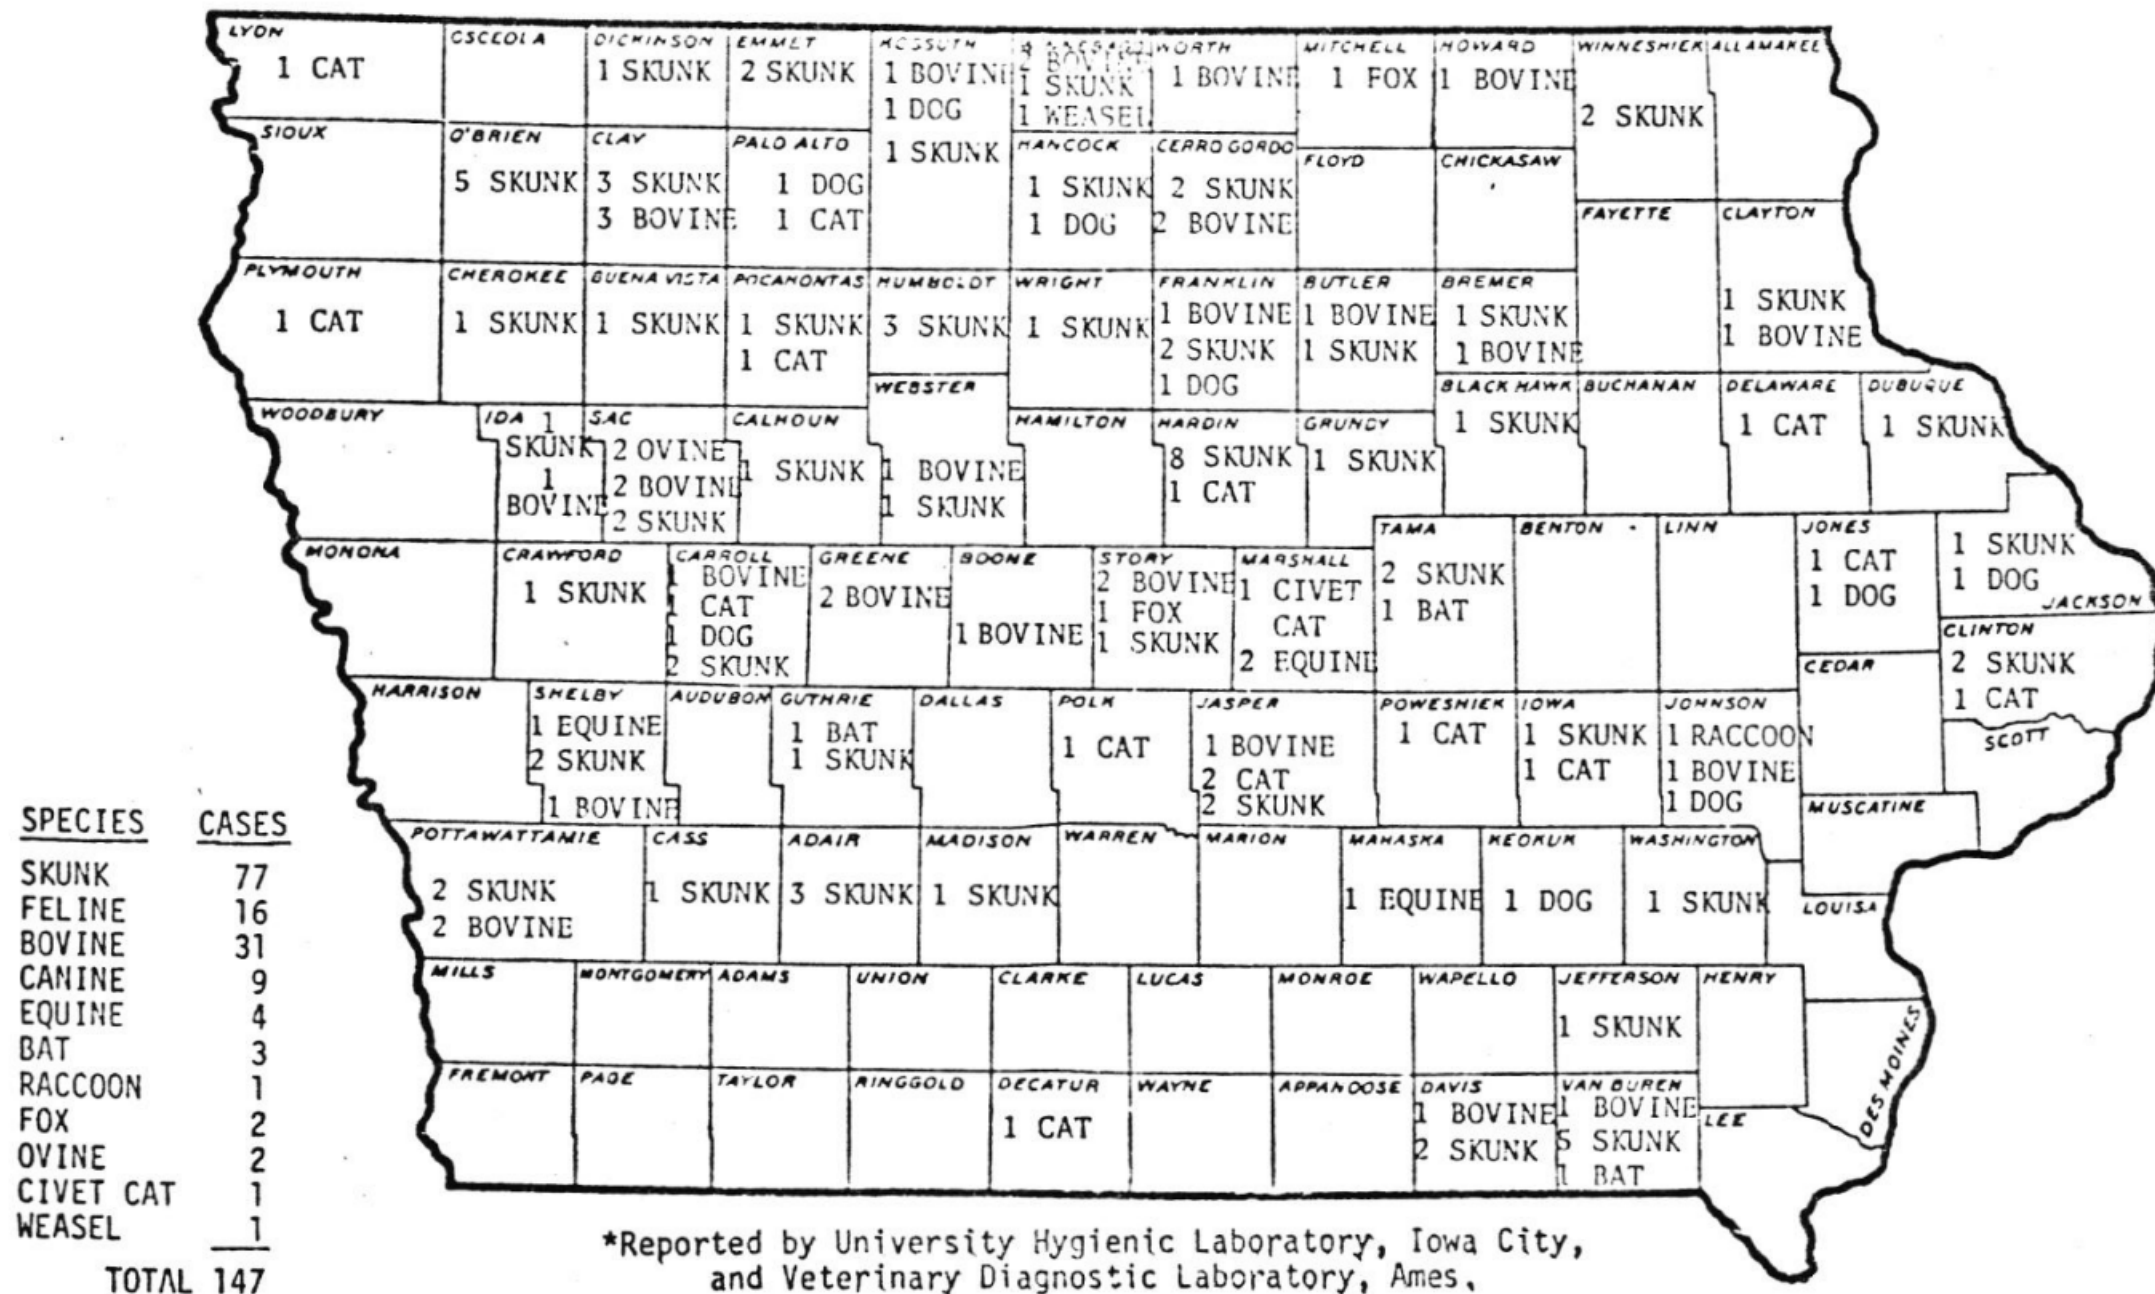 LYON
1 CAT
OSCEOLA
DICKINSON
1 SKUNK
EMMET
2 SKUNK
KOSSUTH
1 BOVINE
1 DOG
1 SKUNK
2 BOVINE
1 SKUNK
1 WEASEL
WORTH
1 BOVINE
MITCHELL
1 FOX
HOWARD
1 BOVINE
WINNESHIEK
2 SKUNK
ALLAMAKEE
SIOUX
O'BRIEN
5 SKUNK
CLAY
3 SKUNK
3 BOVINE
PALO ALTO
1 DOG
1 CAT
HANCOCK
1 SKUNK
1 DOG
CERRO GORDO
2 SKUNK
2 BOVINE
FLOYD
CHICKASAW
FAYETTE
CLAYTON
1 SKUNK
1 BOVINE
PLYMOUTH
1 CAT
CHEROKEE
1 SKUNK
BUENA VISTA
1 SKUNK
POCAHONTAS
1 SKUNK
1 CAT
HUMBOLDT
3 SKUNK
WRIGHT
1 SKUNK
FRANKLIN
1 BOVINE
2 SKUNK
1 DOG
BUTLER
1 BOVINE
1 SKUNK
BREMER
1 SKUNK
1 BOVINE
WOODBURY
IDA 1
SKUNK
1
BOVINE
SAC
2 OVINE
2 BOVINE
2 SKUNK
CALHOUN
1 SKUNK
WEBSTER
1 BOVINE
1 SKUNK
HAMILTON
HARDIN
8 SKUNK
1 CAT
GRUNDY
1 SKUNK
BLACK HAWK
1 SKUNK
BUCHANAN
DELAWARE
1 CAT
DUBUQUE
1 SKUNK
MONONA
CRAWFORD
1 SKUNK
CARROLL
1 BOVINE
1 CAT
1 DOG
2 SKUNK
GREENE
2 BOVINE
BOONE
1 BOVINE
STORY
2 BOVINE
1 FOX
1 SKUNK
MARSHALL
1 CIVET
CAT
2 EQUINE
TAMA
2 SKUNK
1 BAT
BENTON
LINN
JONES
1 CAT
1 DOG
1 SKUNK
1 DOG
JACKSON
CLINTON
2 SKUNK
1 CAT
CEDAR
SCOTT
HARRISON
SHELBY
1 EQUINE
2 SKUNK
1 BOVINE
AUDUBON
GUTHRIE
1 BAT
1 SKUNK
DALLAS
POLK
1 CAT
JASPER
1 BOVINE
2 CAT
2 SKUNK
POWESHIEK
1 CAT
IOWA
1 SKUNK
1 CAT
JOHNSON
1 RACCOON
1 BOVINE
1 DOG
MUSCATINE
POTTAWATTAMIE
2 SKUNK
2 BOVINE
CASS
1 SKUNK
ADAIR
3 SKUNK
MADISON
1 SKUNK
WARREN
MARION
MAHASKA
1 EQUINE
KEOKUK
1 DOG
WASHINGTON
1 SKUNK
LOUISA
MILLS
MONTGOMERY
ADAMS
UNION
CLARKE
LUCAS
MONROE
WAPELLO
JEFFERSON
1 SKUNK
HENRY
DES MOINES
FREMONT
PAGE
TAYLOR
RINGGOLD
DECATUR
1 CAT
WAYNE
APPANOOSE
DAVIS
1 BOVINE
2 SKUNK
VAN BUREN
1 BOVINE
5 SKUNK
1 BAT
LEE
SPECIES CASES
SKUNK 77
FELINE 16
BOVINE 31
CANINE 9
EQUINE 4
BAT 3
RACCOON 1
FOX 2
OVINE 2
CIVET CAT 1
WEASEL 1
TOTAL 147
*Reported by University Hygienic Laboratory, Iowa City,
and Veterinary Diagnostic Laboratory, Ames.